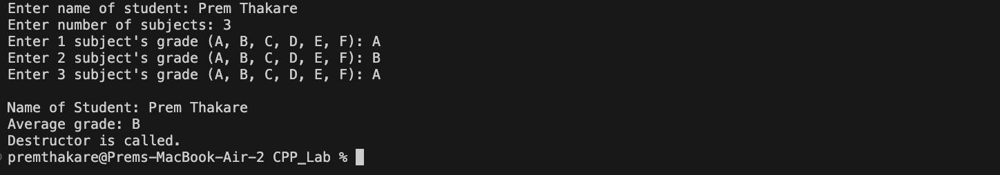 Enter name of student: Prem Thakare
Enter number of subjects: 3
Enter 1 subject's grade (A, B, C, D, E, F): A
Enter 2 subject's grade (A, B, C, D, E, F): B
Enter 3 subject's grade (A, B, C, D, E, F): A
Name of Student: Prem Thakare
Average grade: B
Destructor is called.
premthakare@Prems-MacBook-Air-2 CPP_Lab %